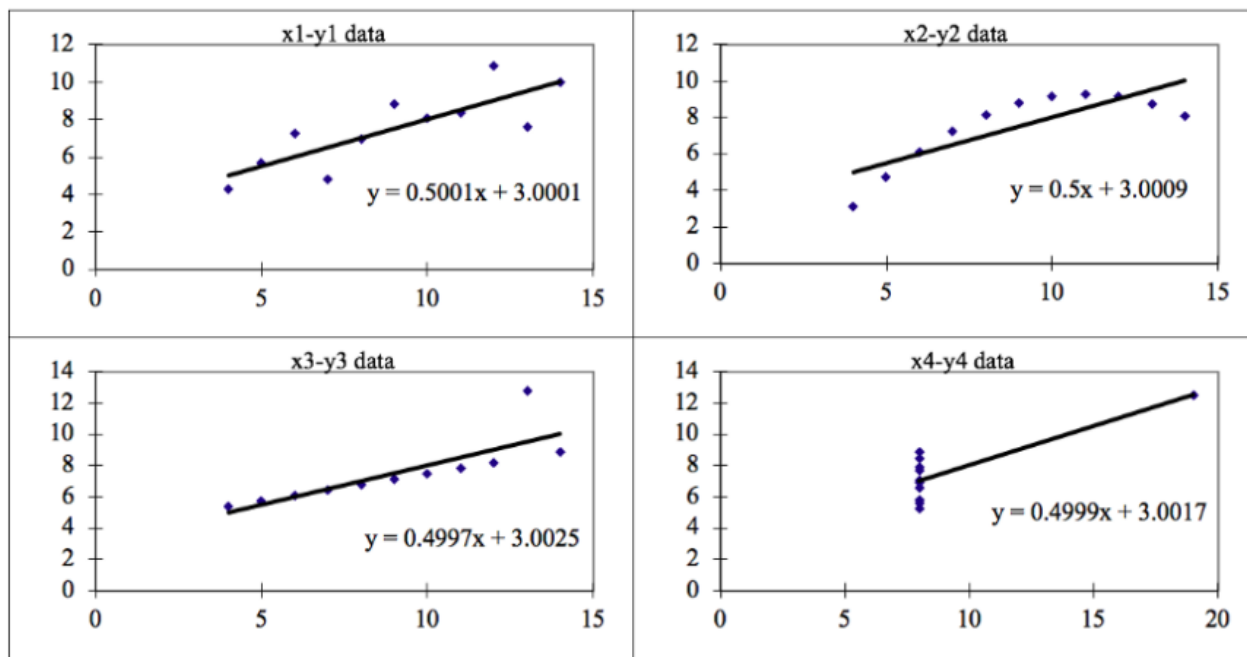 x1-y1 data
12
10
8
6
4
2
0
0 5 10 15
y = 0.5001x + 3.0001
x2-y2 data
12
10
8
6
4
2
0
0 5 10 15
y = 0.5x + 3.0009
x3-y3 data
14
12
10
8
6
4
2
0
0 5 10 15
y = 0.4997x + 3.0025
x4-y4 data
14
12
10
8
6
4
2
0
0 5 10 15 20
y = 0.4999x + 3.0017